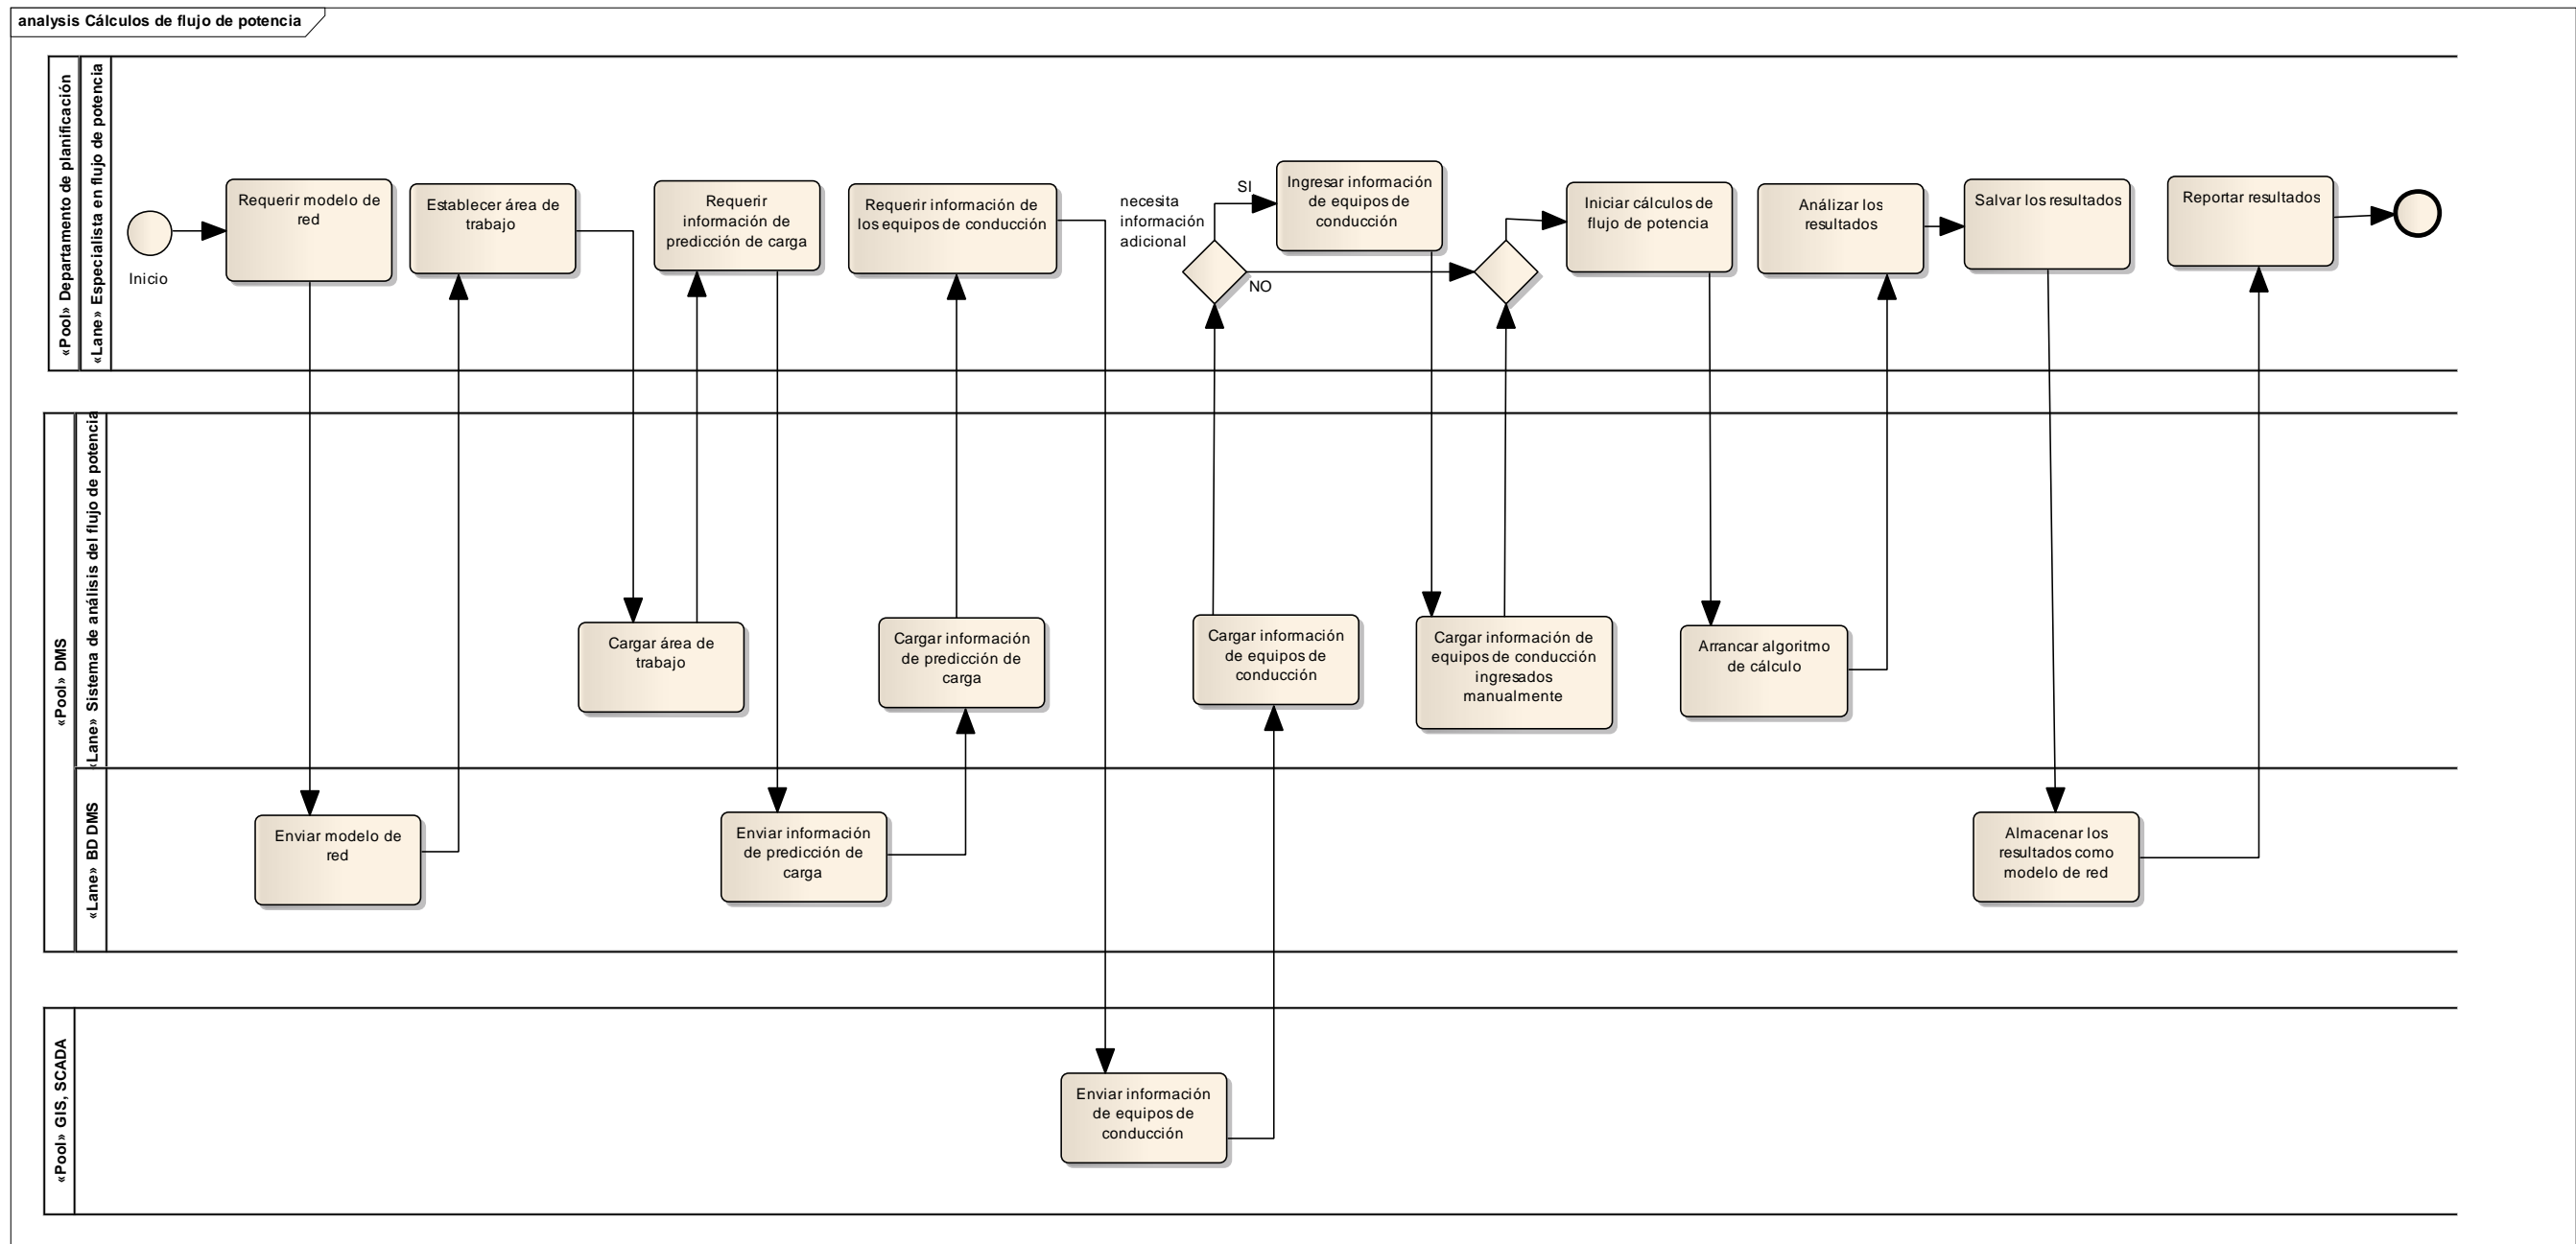 analysis Cálculos de flujo de potencia
«Pool» Departamento de planificación
«Lane» Especialista en flujo de potencia
Inicio
Requerir modelo de
red
Establecer área de
trabajo
Requerir
información de
predicción de carga
Requerir información de
los equipos de conducción
necesita
información
adicional
SI
NO
Ingresar información
de equipos de
conducción
Iniciar cálculos de
flujo de potencia
Análizar los
resultados
Salvar los resultados
Reportar resultados
«Pool» DMS
«Lane» Sistema de análisis del flujo de potencia
Cargar área de
trabajo
Cargar información
de predicción de
carga
Cargar información
de equipos de
conducción
Cargar información de
equipos de conducción
ingresados
manualmente
Arrancar algoritmo
de cálculo
«Lane» BD DMS
Enviar modelo de
red
Enviar información
de predicción de
carga
Almacenar los
resultados como
modelo de red
«Pool» GIS, SCADA
Enviar información
de equipos de
conducción